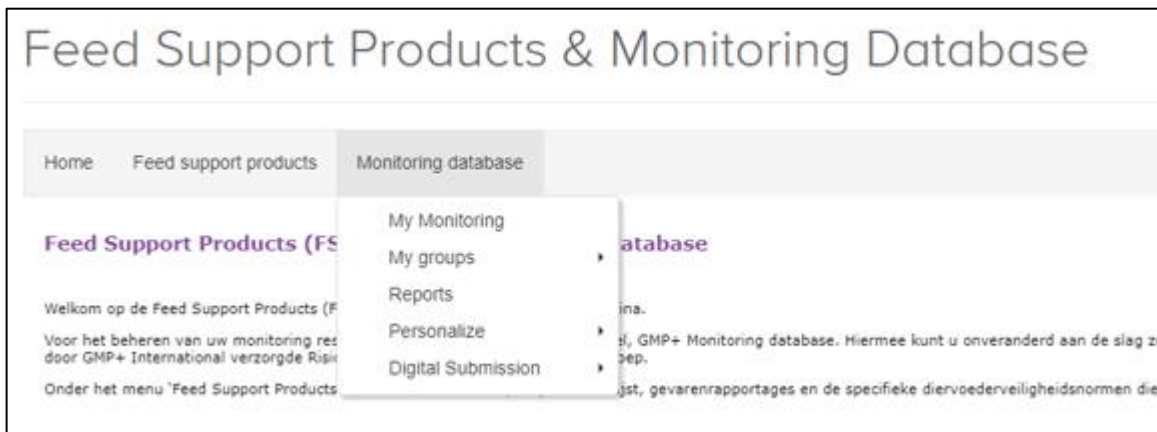 Feed Support Products & Monitoring Database
Home Feed support products Monitoring database
My Monitoring
My groups
Reports
Personalize
Digital Submission
Feed Support Products (FS atabase
Welkom op de Feed Support Products (F ina.
Voor het beheren van uw monitoring res l, GMP+ Monitoring database. Hiermee kunt u onveranderd aan de slag z
door GMP+ International verzorgde Risic oep.
Onder het menu 'Feed Support Products jst, gevarenrapportages en de specifieke diervoederveiligheidsnormen die